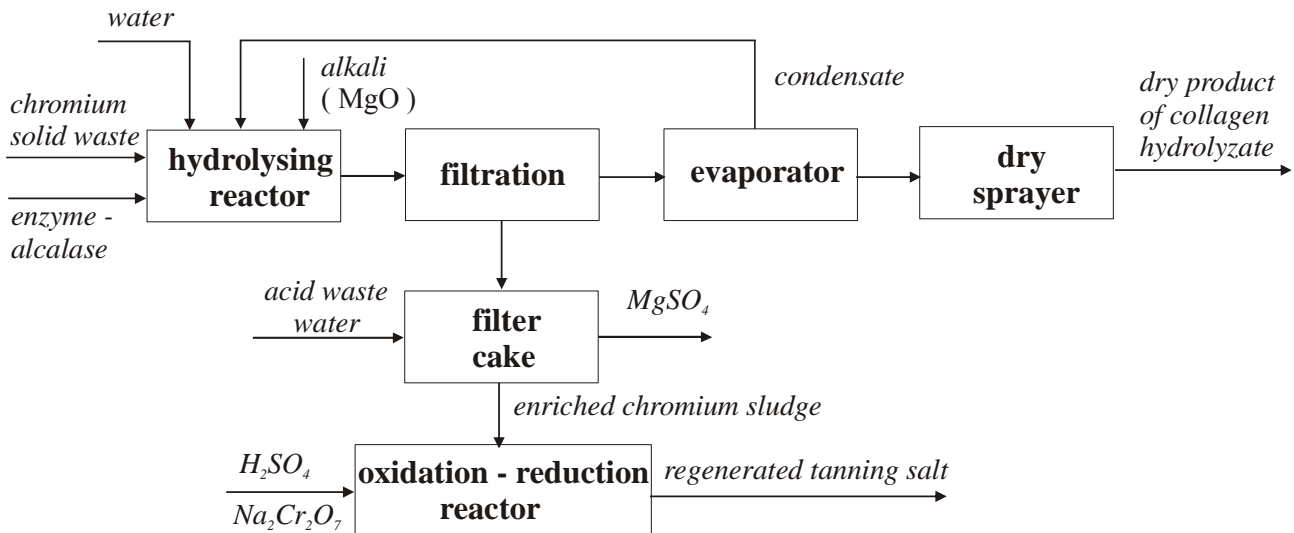 water
alkali
( MgO )
condensate
chromium
solid waste
dry product
of collagen
hydrolyzate
hydrolysing
reactor
filtration
evaporator
dry
sprayer
enzyme -
alcalase
acid waste
water
filter
cake
MgSO₄
enriched chromium sludge
H₂SO₄
Na₂Cr₂O₇
oxidation - reduction
reactor
regenerated tanning salt